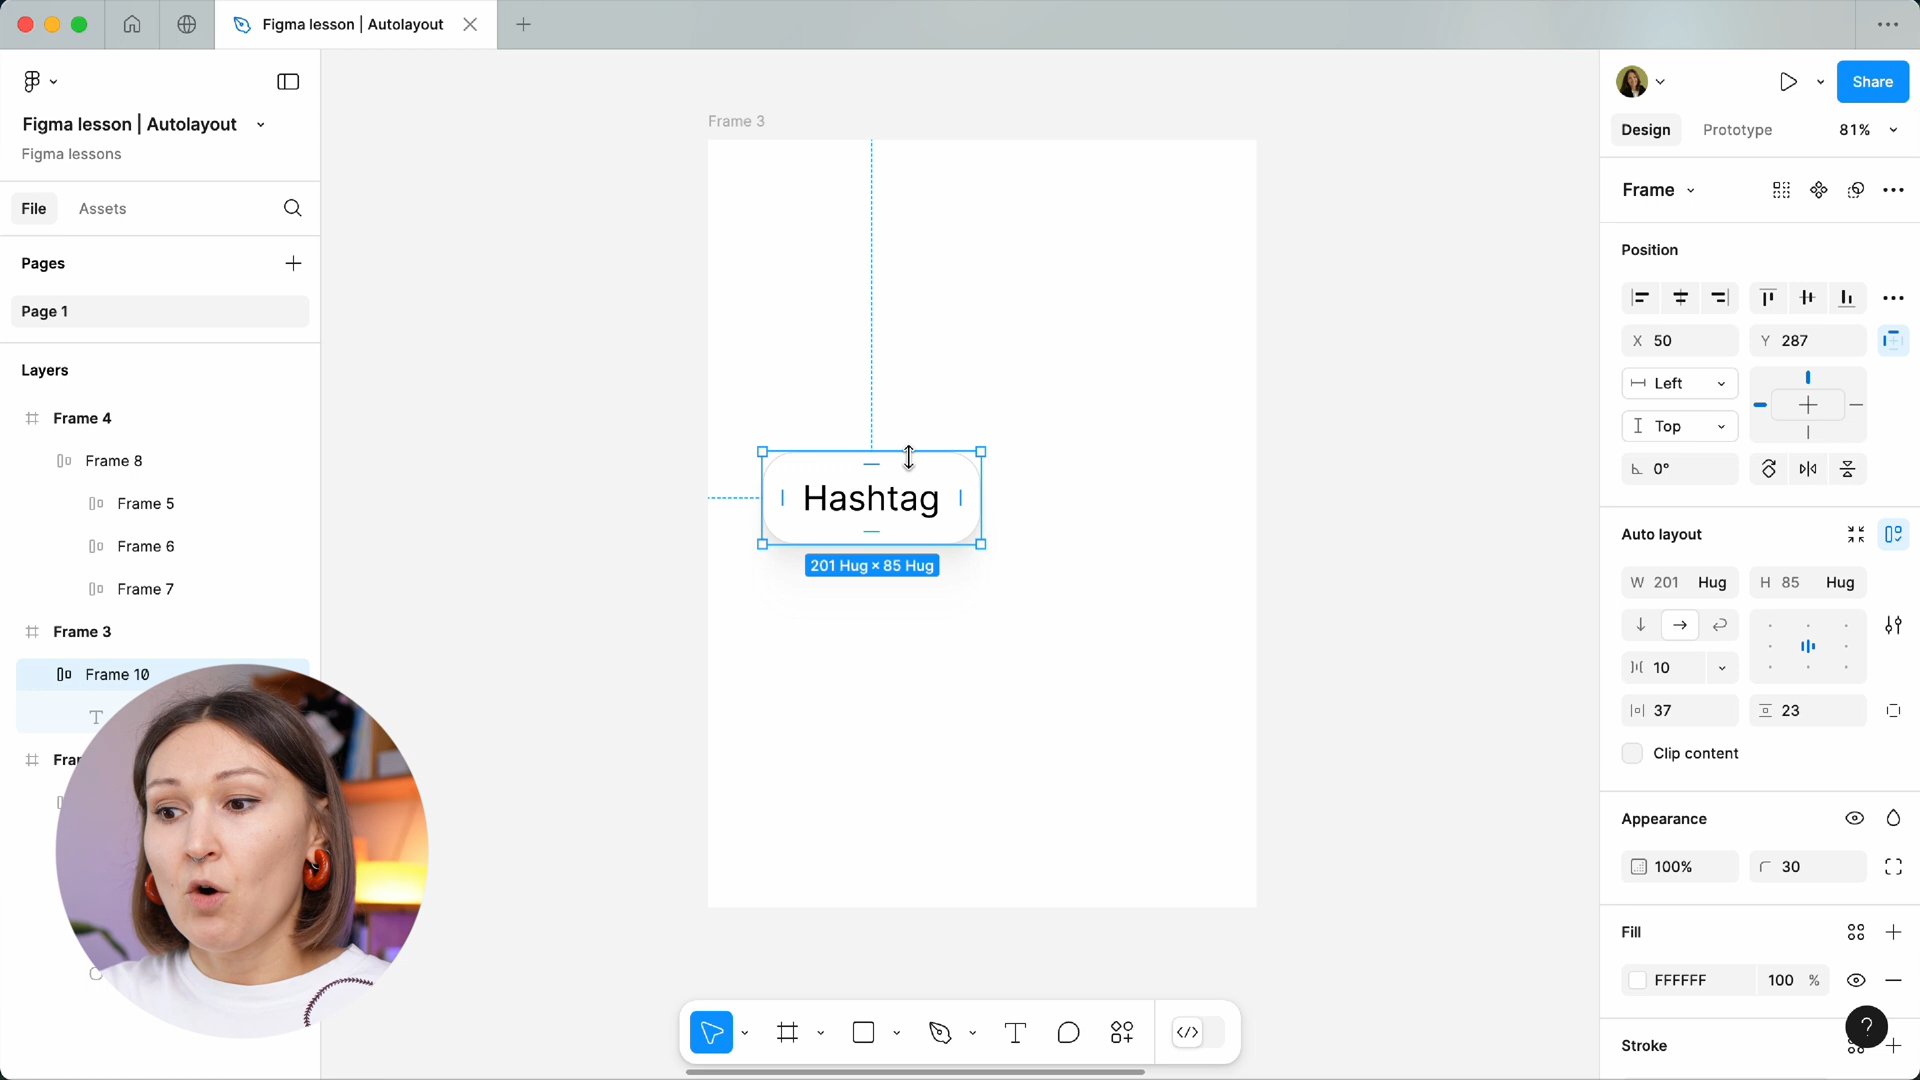 Figma lesson | Autolayout
Figma lesson | Autolayout
Figma lessons
File
Assets
Pages
Page 1
Layers
Frame 4
Frame 8
Frame 5
Frame 6
Frame 7
Frame 3
Frame 10
Frame 3
Hashtag
201 Hug × 85 Hug
Share
Design
Prototype
81%
Frame
Position
X 50
Y 287
Left
Top
0°
Auto layout
W 201 Hug
H 85 Hug
10
37
23
Clip content
Appearance
100%
30
Fill
FFFFFF
100 %
Stroke
?